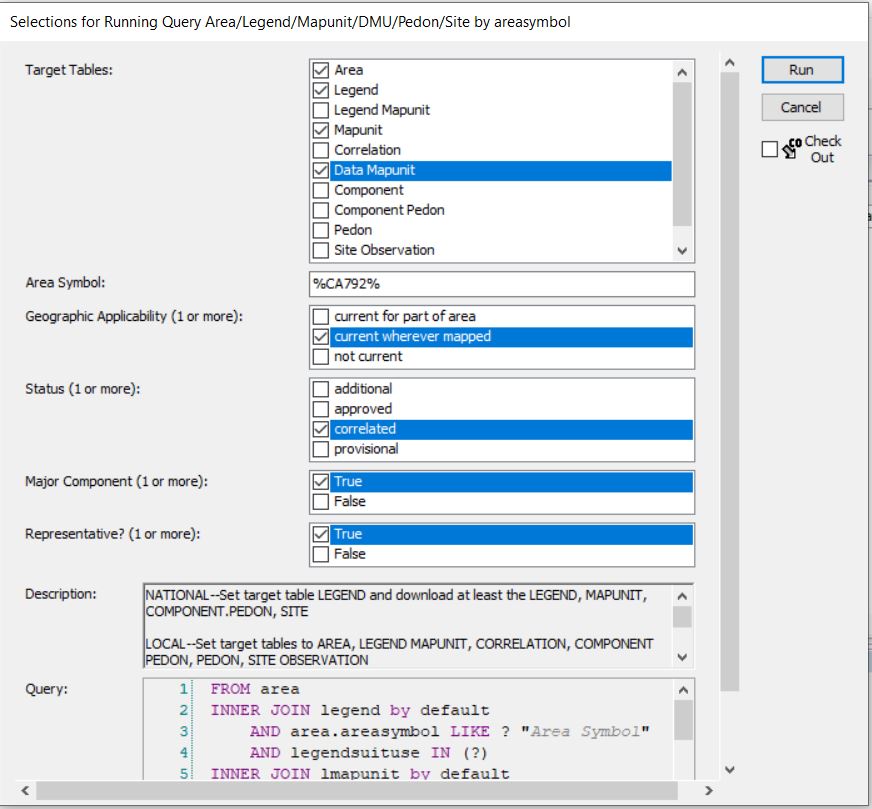 Selections for Running Query Area/Legend/Mapunit/DMU/Pedon/Site by areasymbol
Target Tables:
Area
Legend
Legend Mapunit
Mapunit
Correlation
Data Mapunit
Component
Component Pedon
Pedon
Site Observation
Run
Cancel
CO Check
Out
Area Symbol:
%CA792%
Geographic Applicability (1 or more):
current for part of area
current wherever mapped
not current
Status (1 or more):
additional
approved
correlated
provisional
Major Component (1 or more):
True
False
Representative? (1 or more):
True
False
Description:
NATIONAL--Set target table LEGEND and download at least the LEGEND, MAPUNIT,
COMPONENT.PEDON, SITE
LOCAL--Set target tables to AREA, LEGEND MAPUNIT, CORRELATION, COMPONENT
PEDON, PEDON, SITE OBSERVATION
Query:
1 FROM area
2 INNER JOIN legend by default
3 AND area.areasymbol LIKE ? "Area Symbol"
4 AND legendsuituse IN (?)
5 INNER JOIN lmapunit by default